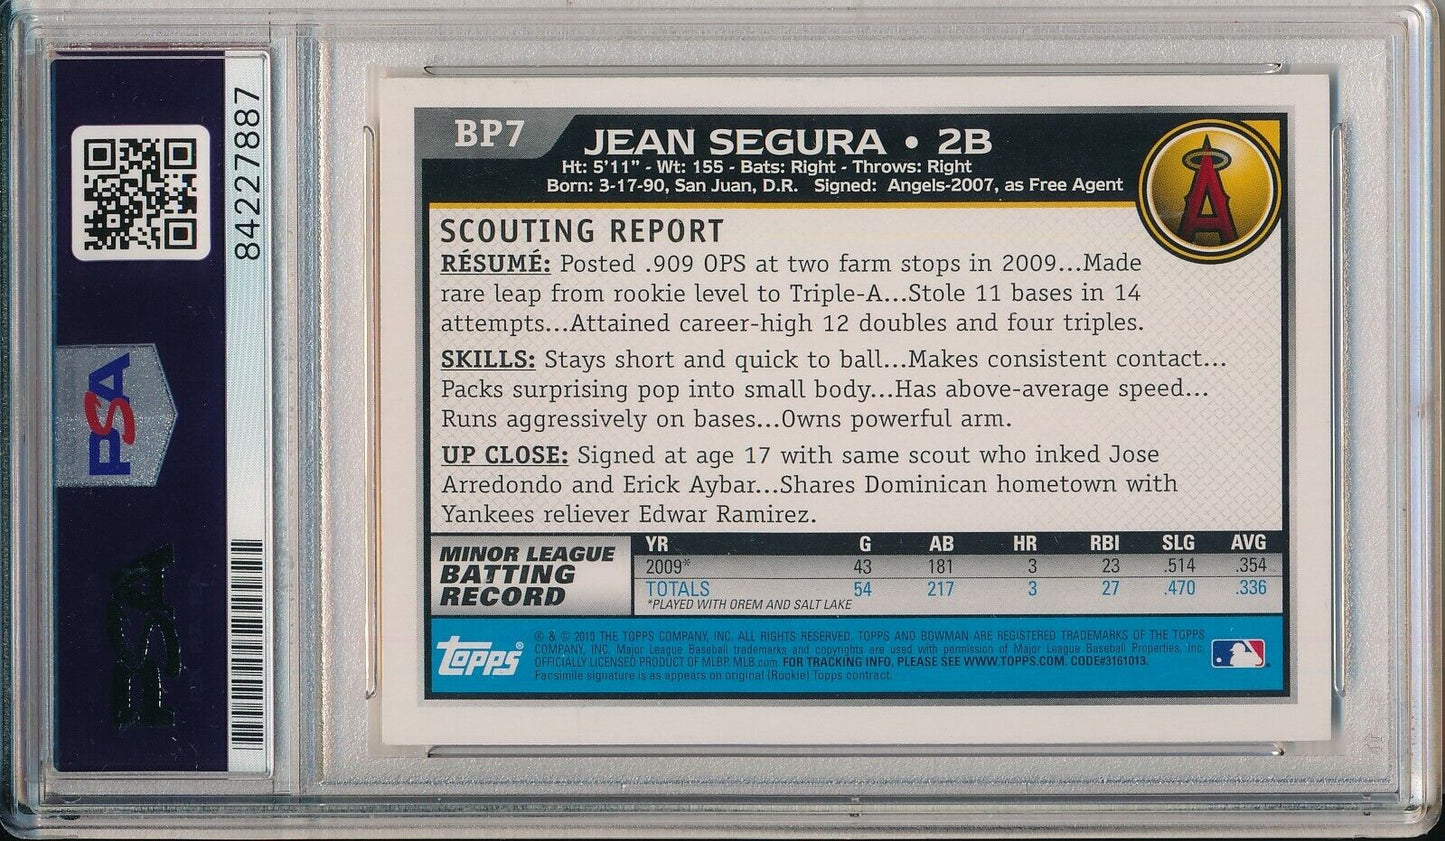 84227887
PSA
PSA
BP7
JEAN SEGURA • 2B
Ht: 5'11" - Wt: 155 - Bats: Right - Throws: Right
Born: 3-17-90, San Juan, D.R. Signed: Angels-2007, as Free Agent
A
SCOUTING REPORT
RÉSUMÉ: Posted .909 OPS at two farm stops in 2009...Made
rare leap from rookie level to Triple-A...Stole 11 bases in 14
attempts...Attained career-high 12 doubles and four triples.
SKILLS: Stays short and quick to ball...Makes consistent contact...
Packs surprising pop into small body...Has above-average speed...
Runs aggressively on bases...Owns powerful arm.
UP CLOSE: Signed at age 17 with same scout who inked Jose
Arredondo and Erick Aybar...Shares Dominican hometown with
Yankees reliever Edwar Ramirez.
MINOR LEAGUE
BATTING
RECORD
YR G AB HR RBI SLG AVG
2009* 43 181 3 23 .514 .354
TOTALS 54 217 3 27 .470 .336
*PLAYED WITH OREM AND SALT LAKE
Topps®
® & © 2010 THE TOPPS COMPANY, INC. ALL RIGHTS RESERVED. TOPPS AND BOWMAN ARE REGISTERED TRADEMARKS OF THE TOPPS
COMPANY, INC. Major League Baseball trademarks and copyrights are used with permission of Major League Baseball Properties, Inc.
OFFICIALLY LICENSED PRODUCT OF MLBP. MLB.com. FOR TRACKING INFO, PLEASE SEE WWW.TOPPS.COM. CODE#3161013.
Facsimile signature is as appears on original (Rookie) Topps contract.